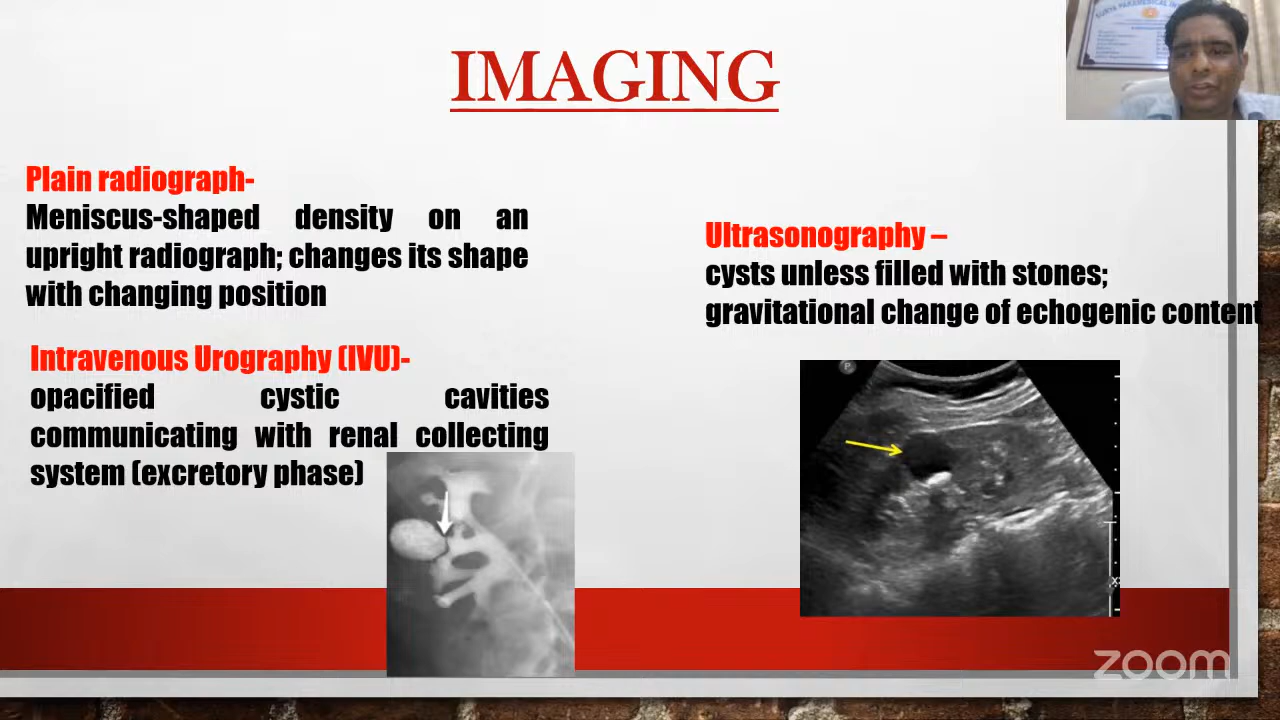 IMAGING
Plain radiograph-
Meniscus-shaped density on an
upright radiograph; changes its shape
with changing position
Intravenous Urography (IVU)-
opacified cystic cavities
communicating with renal collecting
system (excretory phase)
Ultrasonography –
cysts unless filled with stones;
gravitational change of echogenic content
P
X
zoom